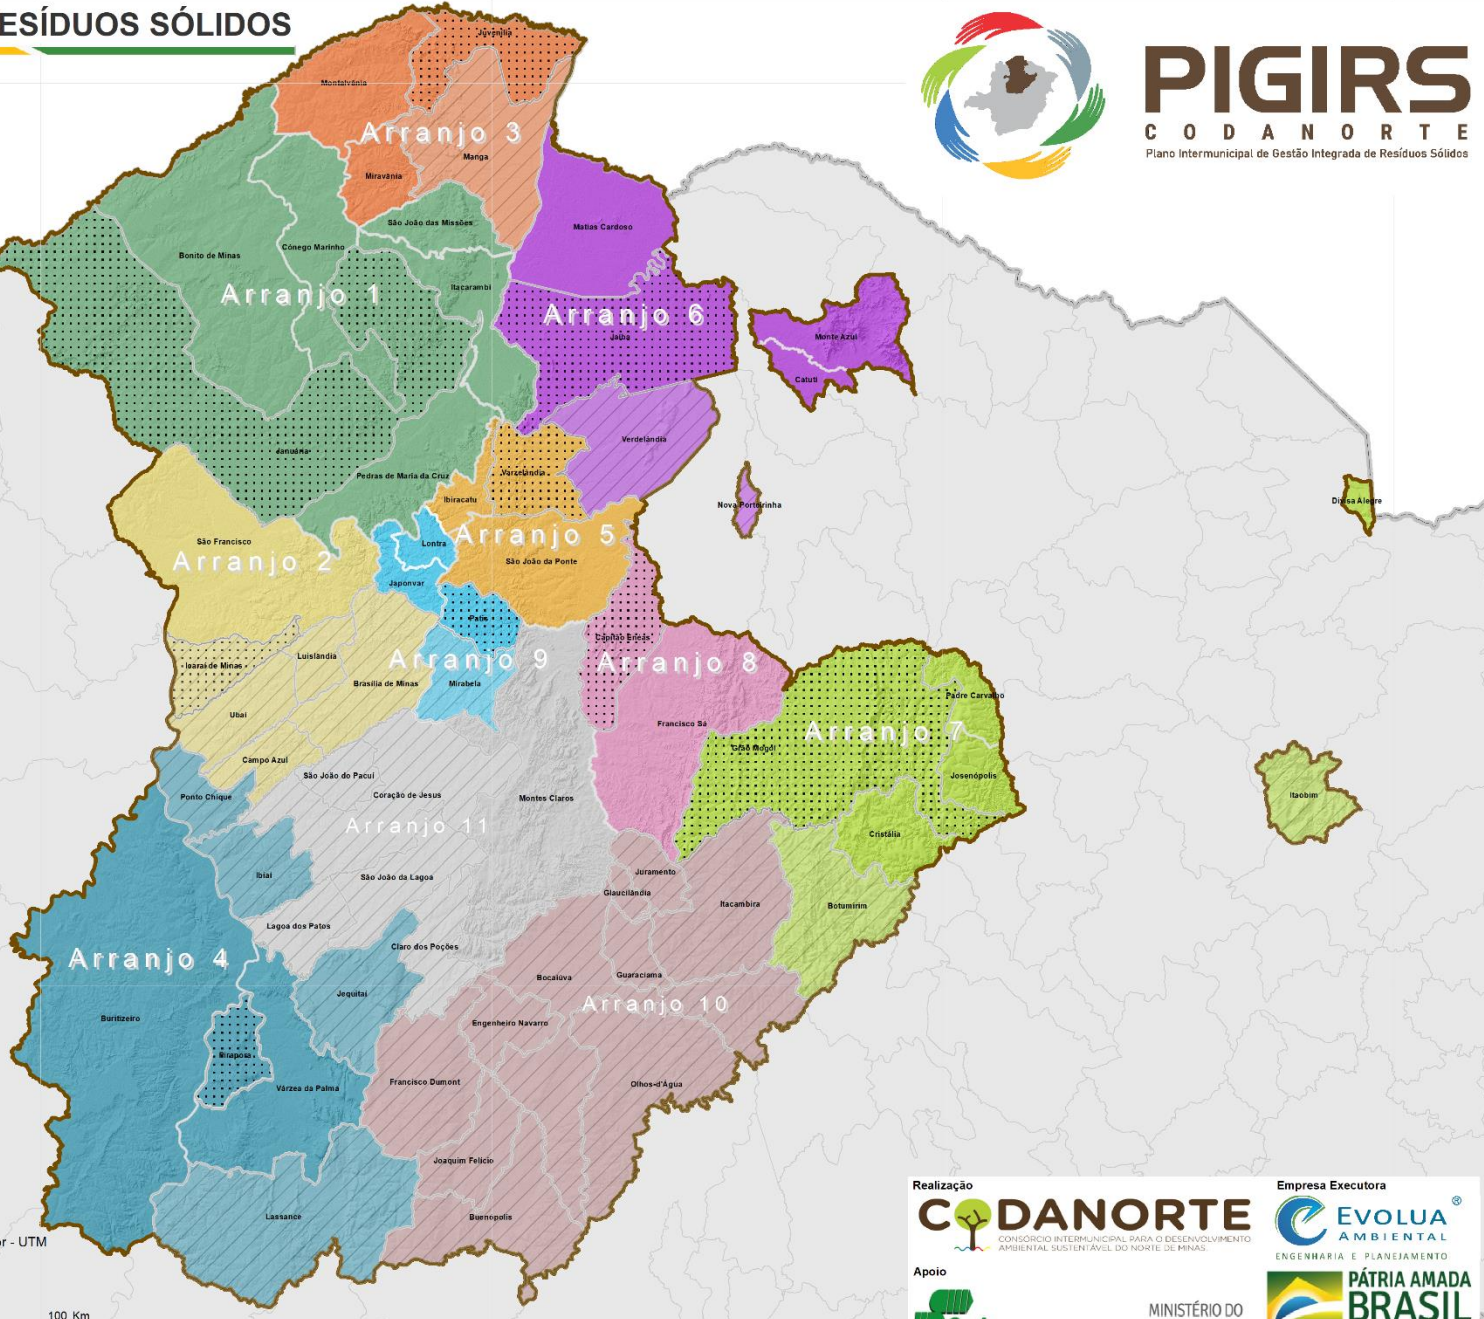 ESÍDUOS SÓLIDOS
PIGIRS
CODANORTE
Plano Intermunicipal de Gestão Integrada de Resíduos Sólidos
Juvenília
Montalvânia
Arranjo 3
Manga
Miravânia
São João das Missões
Matias Cardoso
Cônego Marinho
Bonito de Minas
Itacarambi
Arranjo 1
Arranjo 6
Jaíba
Monte Azul
Catuti
Verdelândia
Januária
Pedras de Maria da Cruz
Varzelândia
Ibiracatu
Nova Porteirinha
Divisa Alegre
São Francisco
Arranjo 2
Lontra
Arranjo 5
São João da Ponte
Japonvar
Patis
Capitão Enéas
Icaraí de Minas
Luislândia
Arranjo 9
Arranjo 8
Brasília de Minas
Mirabela
Padre Carvalho
Ubaí
Francisco Sá
Arranjo 7
Grão Mogol
Campo Azul
São João do Pacuí
Josenópolis
Ponto Chique
Coração de Jesus
Montes Claros
Itaobim
Arranjo 11
Cristália
Ibiaí
São João da Lagoa
Juramento
Glaucilândia
Itacambira
Botumirim
Lagoa dos Patos
Claro dos Poções
Arranjo 4
Bocaiúva
Guaraciama
Jequitaí
Arranjo 10
Buritizeiro
Engenheiro Navarro
Pirapora
Várzea da Palma
Francisco Dumont
Olhos-d'Água
Joaquim Felício
Lassance
Buenópolis
r - UTM
100 Km
Realização
CODANORTE
CONSÓRCIO INTERMUNICIPAL PARA O DESENVOLVIMENTO
AMBIENTAL SUSTENTÁVEL DO NORTE DE MINAS.
Empresa Executora
EVOLUA
AMBIENTAL
ENGENHARIA E PLANEJAMENTO
Apoio
MINISTÉRIO DO
PÁTRIA AMADA
BRASIL